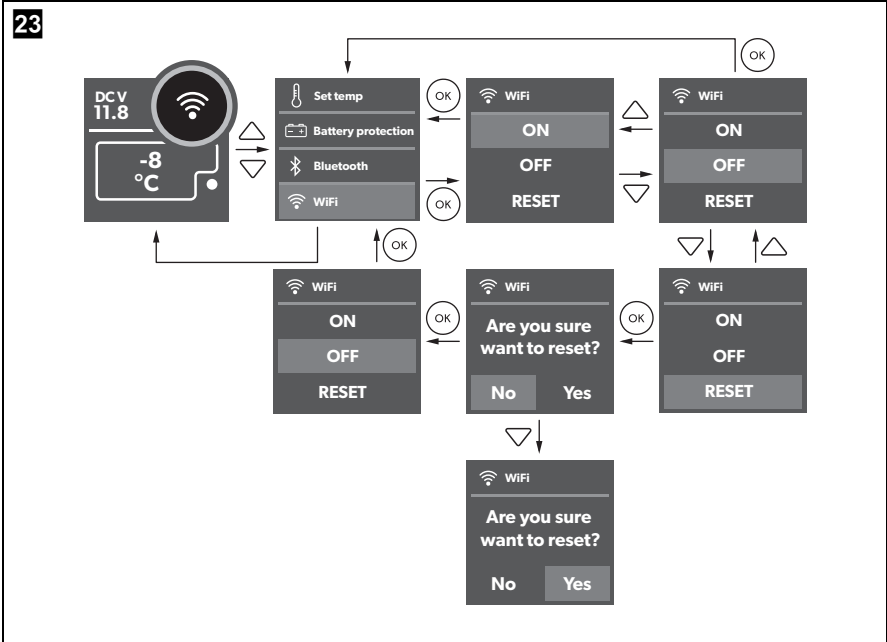 23
OK
DC V
11.8
-8
°C
Set temp
Battery protection
Bluetooth
WiFi
OK
OK
WiFi
ON
OFF
RESET
WiFi
ON
OFF
RESET
OK
WiFi
ON
OFF
RESET
OK
WiFi
Are you sure
want to reset?
No Yes
OK
WiFi
ON
OFF
RESET
WiFi
Are you sure
want to reset?
No Yes